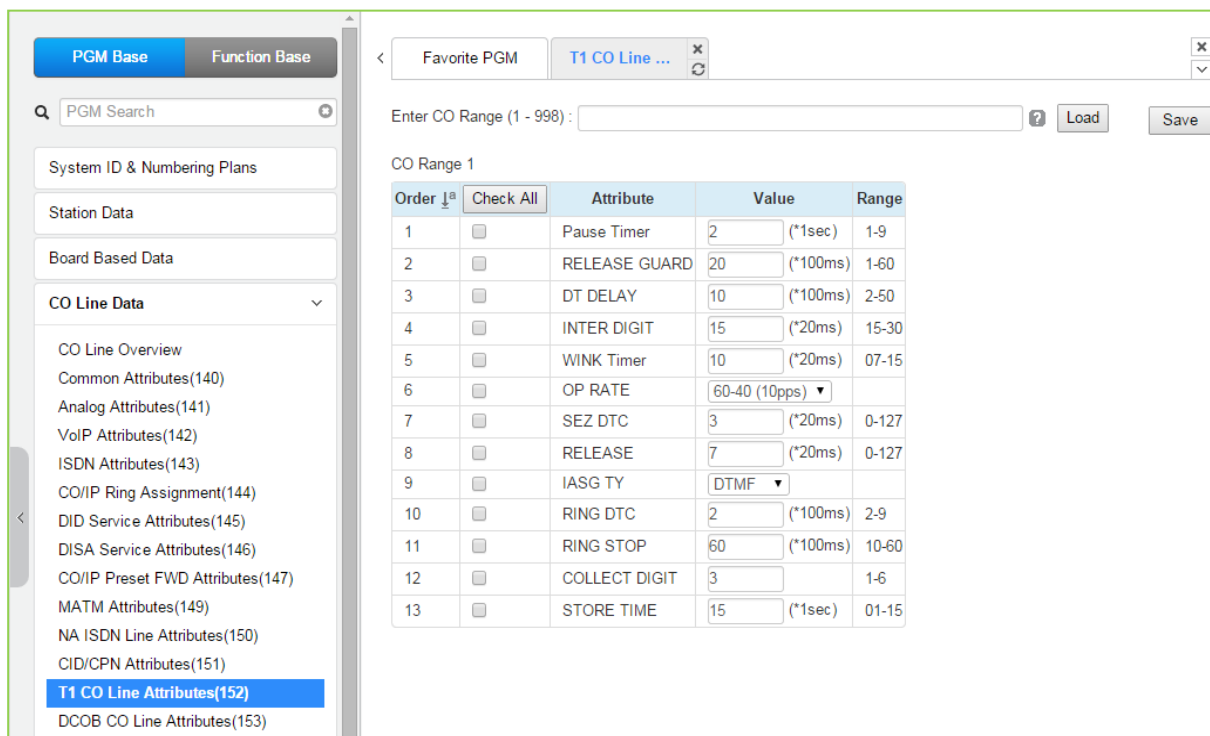 PGM Base Function Base
PGM Search
System ID & Numbering Plans
Station Data
Board Based Data
CO Line Data
CO Line Overview
Common Attributes(140)
Analog Attributes(141)
VoIP Attributes(142)
ISDN Attributes(143)
CO/IP Ring Assignment(144)
DID Service Attributes(145)
DISA Service Attributes(146)
CO/IP Preset FWD Attributes(147)
MATM Attributes(149)
NA ISDN Line Attributes(150)
CID/CPN Attributes(151)
T1 CO Line Attributes(152)
DCOB CO Line Attributes(153)
Favorite PGM T1 CO Line ...
Enter CO Range (1 - 998) : ? Load Save
CO Range 1
Order Check All Attribute Value Range
1 Pause Timer 2 (*1sec) 1-9
2 RELEASE GUARD 20 (*100ms) 1-60
3 DT DELAY 10 (*100ms) 2-50
4 INTER DIGIT 15 (*20ms) 15-30
5 WINK Timer 10 (*20ms) 07-15
6 OP RATE 60-40 (10pps)
7 SEZ DTC 3 (*20ms) 0-127
8 RELEASE 7 (*20ms) 0-127
9 IASG TY DTMF
10 RING DTC 2 (*100ms) 2-9
11 RING STOP 60 (*100ms) 10-60
12 COLLECT DIGIT 3 1-6
13 STORE TIME 15 (*1sec) 01-15